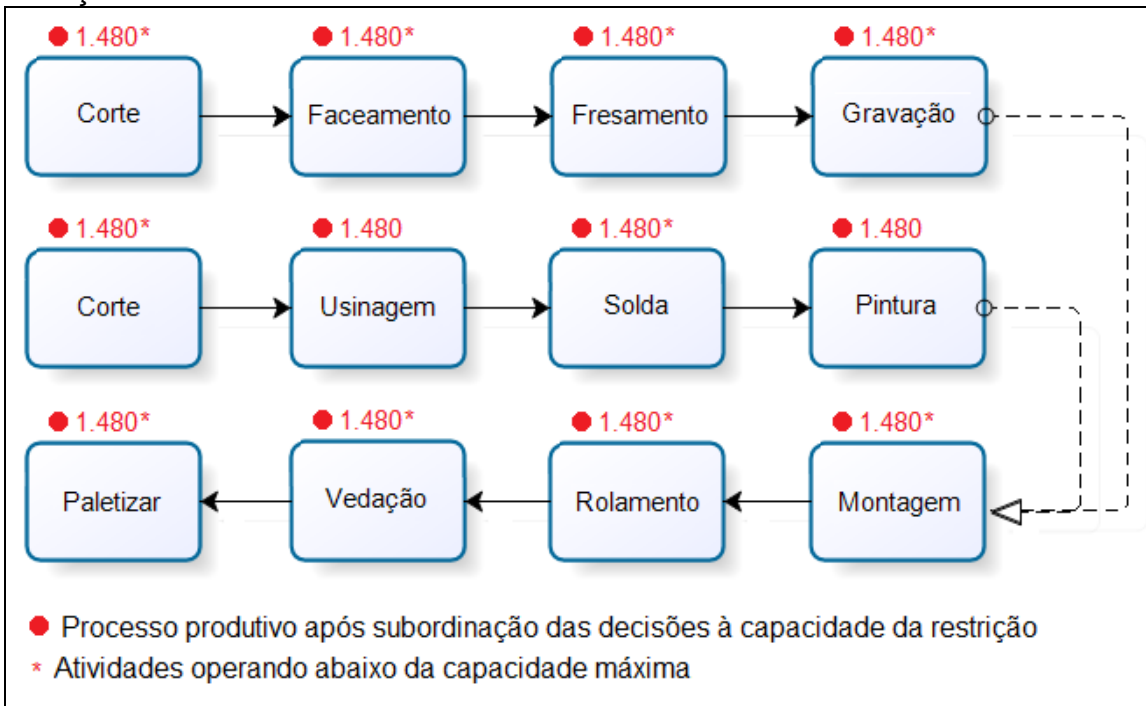 1.480* 1.480* 1.480* 1.480*
Corte Faceamento Fresamento Gravação
1.480* 1.480 1.480* 1.480
Corte Usinagem Solda Pintura
1.480* 1.480* 1.480* 1.480*
Paletizar Vedação Rolamento Montagem
Processo produtivo após subordinação das decisões à capacidade da restrição
* Atividades operando abaixo da capacidade máxima